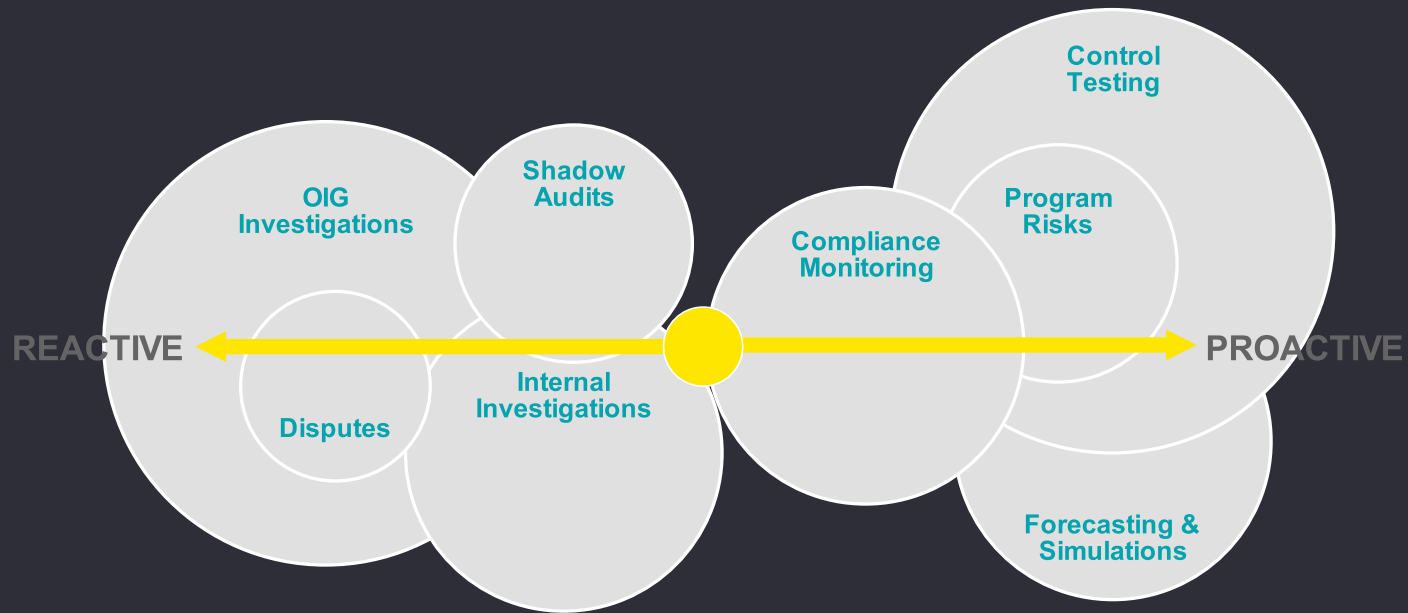 Control
Testing
Shadow
Audits
OIG
Investigations
Program
Risks
Compliance
Monitoring
REACTIVE
PROACTIVE
Internal
Investigations
Disputes
Forecasting &
Simulations